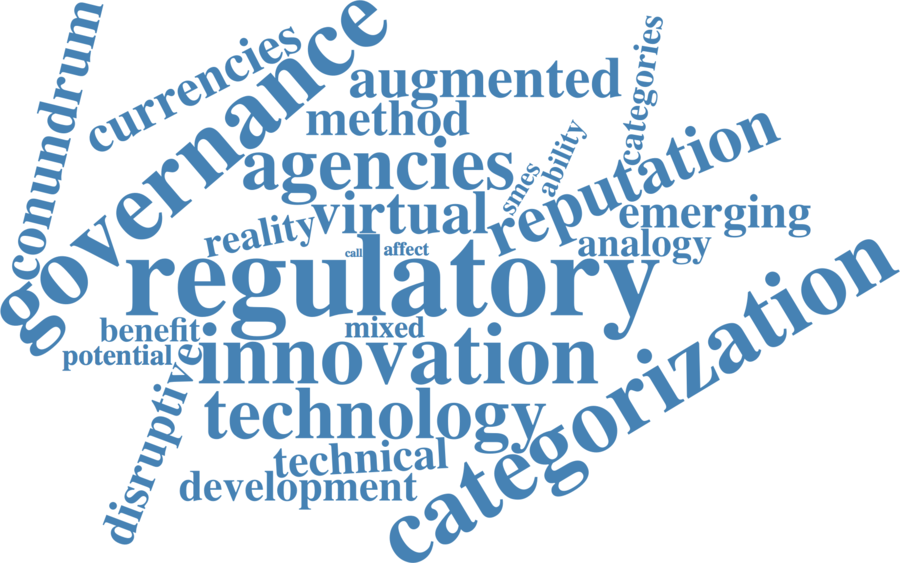 conundrum
currencies
governance
augmented
categories
method
ability
agencies
smes
reputation
virtual
emerging
reality
call
affect
analogy
regulatory
benefit
mixed
potential
innovation
categorization
disruptive
technology
technical
development